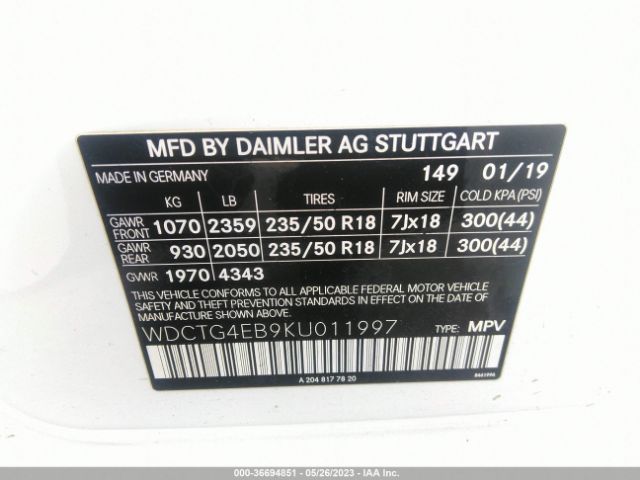 MFD BY DAIMLER AG STUTTGART
MADE IN GERMANY 149 01/19
KG LB TIRES RIM SIZE COLD KPA(PSI)
GAWR FRONT 1070 2359 235/50 R18 7Jx18 300(44)
GAWR REAR 930 2050 235/50 R18 7Jx18 300(44)
GVWR 1970 4343
THIS VEHICLE CONFORMS TO ALL APPLICABLE FEDERAL MOTOR VEHICLE
SAFETY AND THEFT PREVENTION STANDARDS IN EFFECT ON THE DATE OF
MANUFACTURE SHOWN ABOVE.
WDCTG4EB9KU011997 TYPE: MPV
A 204 817 78 20
000-36694851 - 05/26/2023 - IAA Inc.